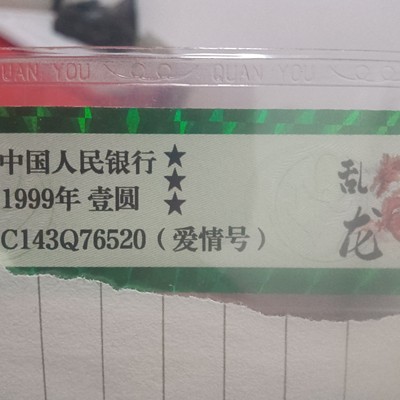 QUAN YOU QUAN YOU
中国人民银行
1999年 壹圆
C143Q76520（爱情号）
乱龙